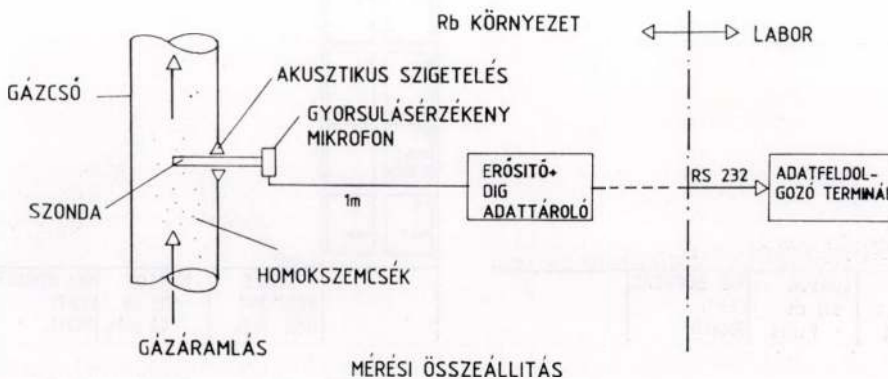 Rb KÖRNYEZET
LABOR
GÁZCSŐ
AKUSZTIKUS SZIGETELÉS
GYORSULÁSÉRZÉKENY
MIKROFON
ERŐSITŐ+
DIG
ADATTÁROLÓ
RS 232
ADATFELDOL-
GOZÓ TERMINÁL
1m
SZONDA
HOMOKSZEMCSÉK
GÁZÁRAMLÁS
MÉRÉSI ÖSSZEÁLLITÁS